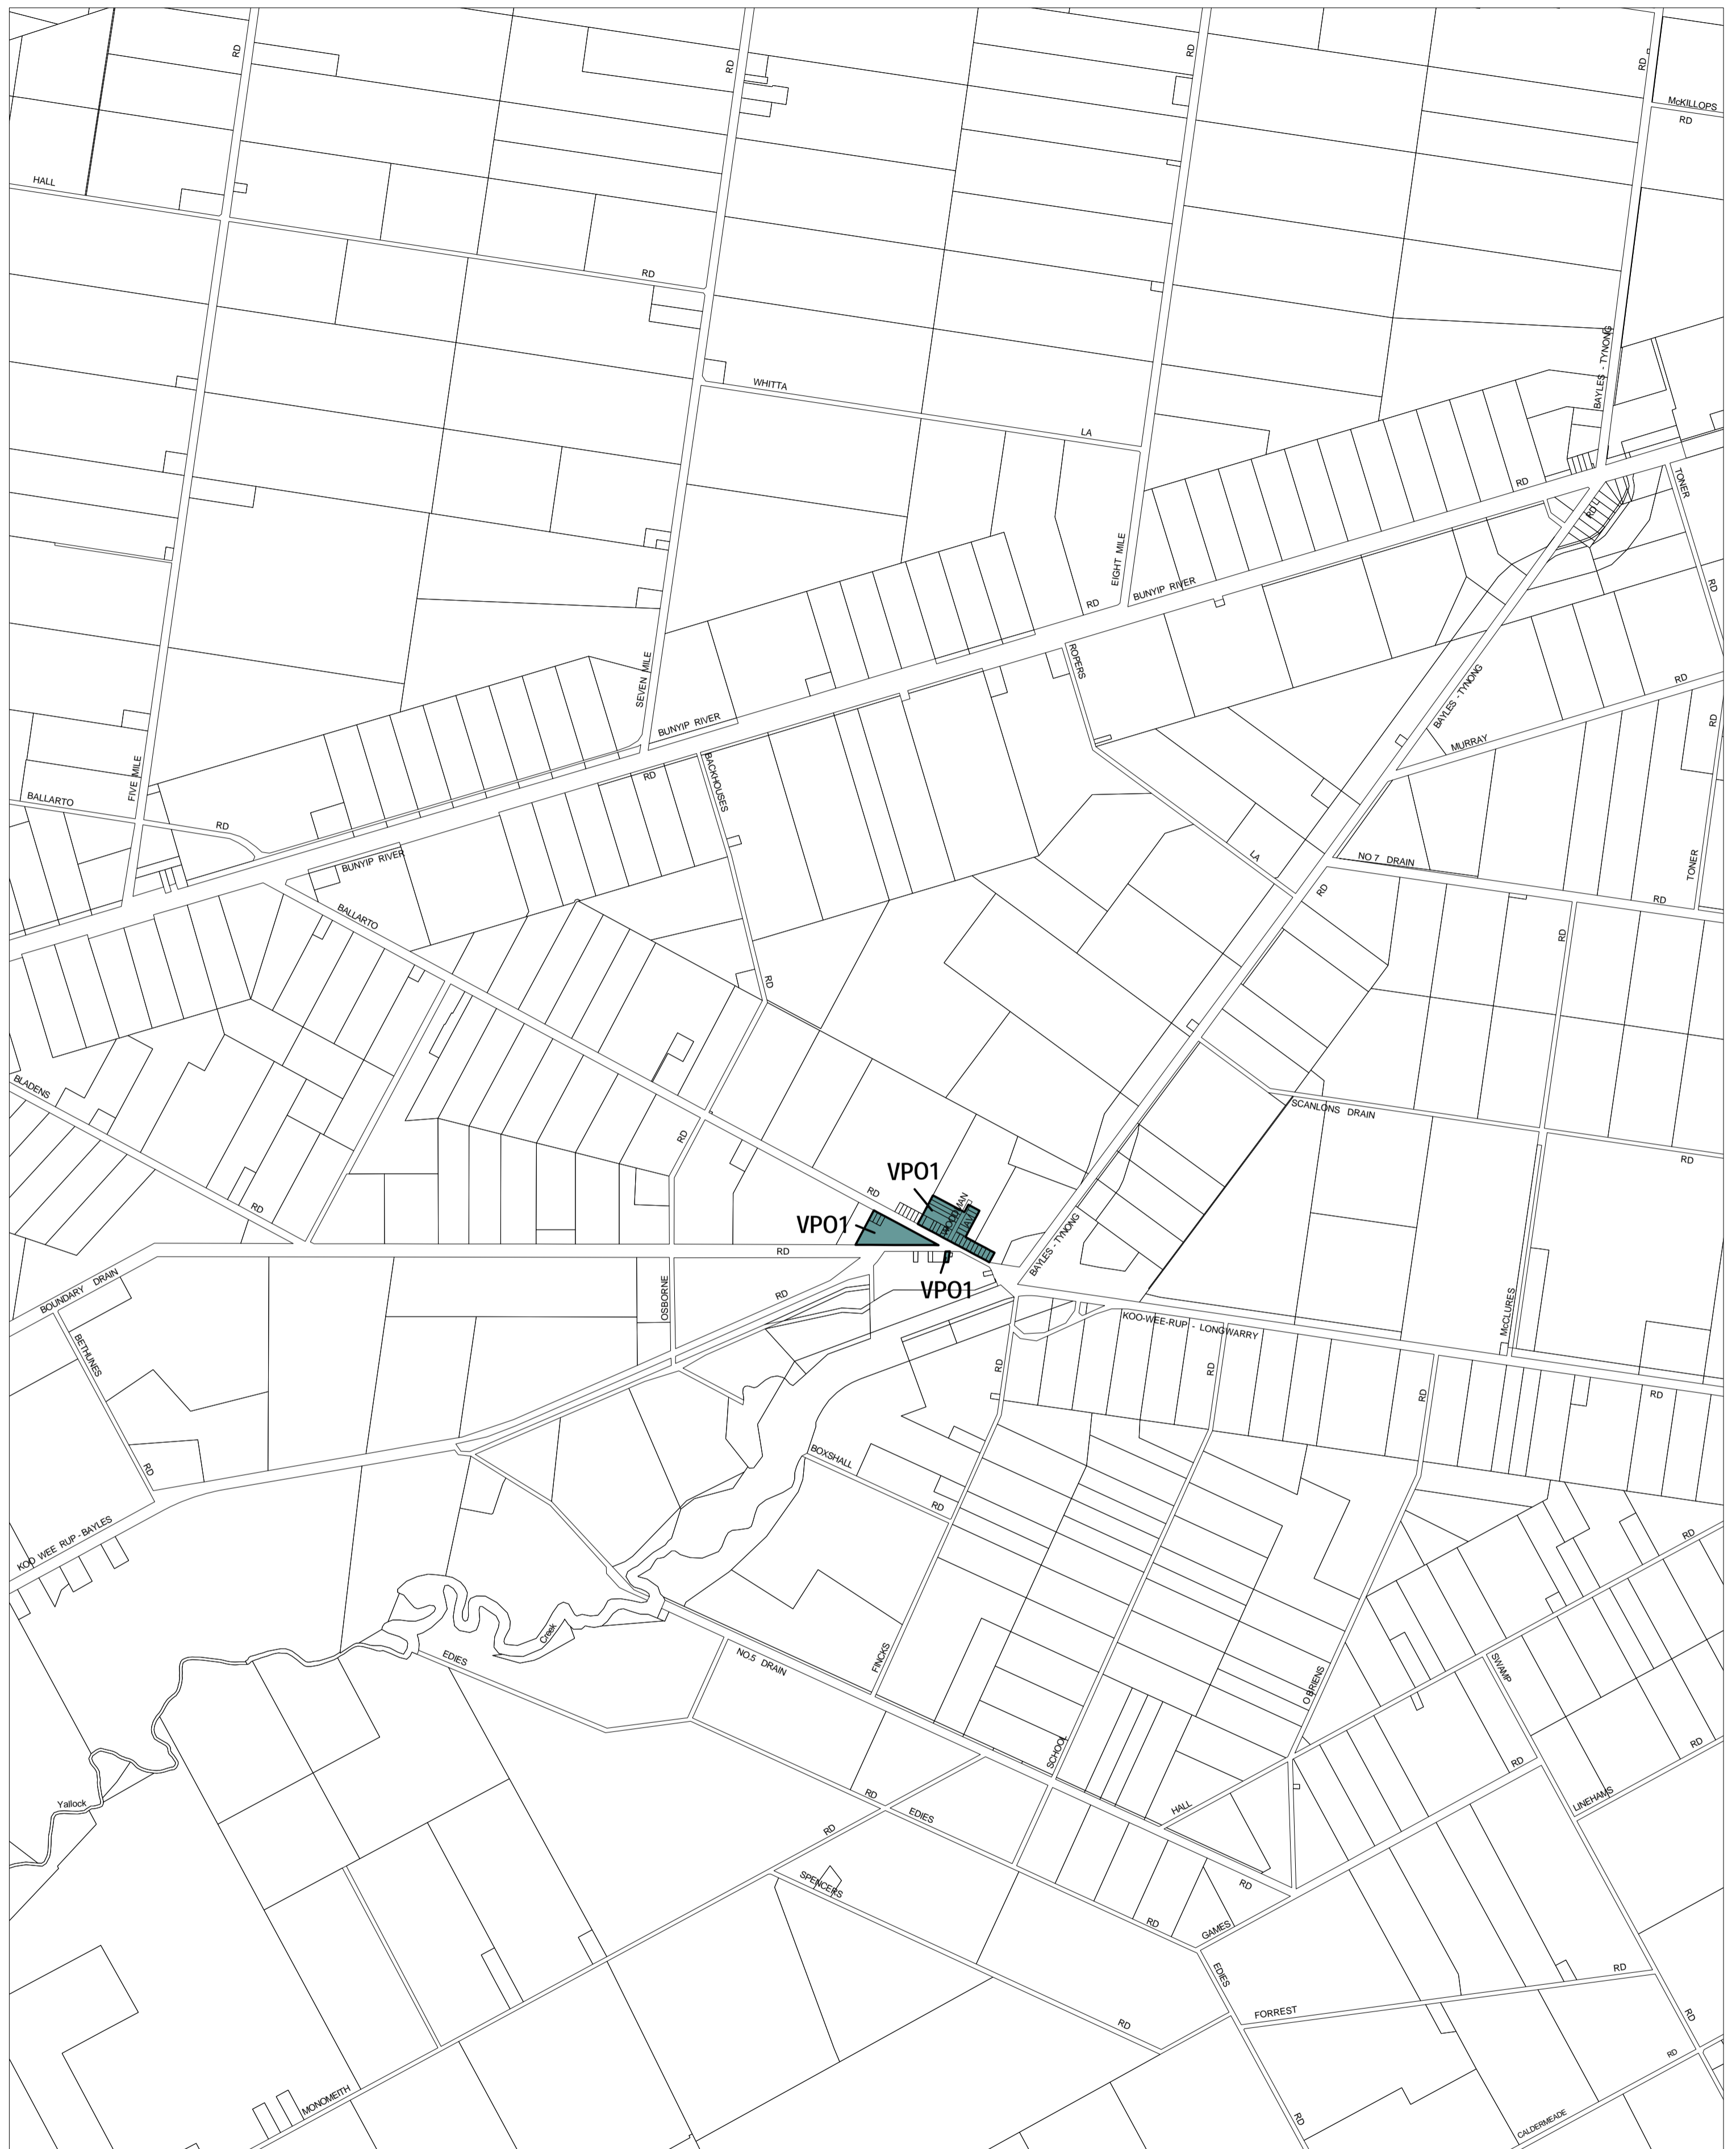 RD
RD
RD
RD
McKILLOPS
RD
HALL
RD
BAYLES - TYNONG
WHITTA
LA
RD
TONER
RD
EIGHT MILE
BUNYIP RIVER
RD
RD
ROPERS
SEVEN MILE
BUNYIP RIVER
BAYLES - TYNONG
RD
RD
MURRAY
FIVE MILE
BALLARTO
RD
RD
BACKHOUSES
BUNYIP RIVER
LA
NO 7 DRAIN
TONER
RD
RD
BALLARTO
RD
RD
BLADENS
SCANLONS DRAIN
RD
RD
RD
VPO1
RD
VPO1
RD
BAYLES - TYNONG
VPO1
BOUNDARY DRAIN
OSBORNE
RD
BETHUNES
KOO-WEE-RUP - LONGWARRY
McCLURES
RD
RD
RD
RD
BOXSHALL
RD
RD
KOO WEE RUP - BAYLES
RD
Creek
EDIES
NO.5 DRAIN
FINCKS
O BRIENS
SWAMP
SCHOOL
RD
RD
Yallock
RD
EDIES
HALL
LINEHAMS
RD
SPENCERS
RD
RD
GAMES
EDIES
RD
FORREST
RD
RD
RD
MONOMEITH
RD
CALDERMEADE